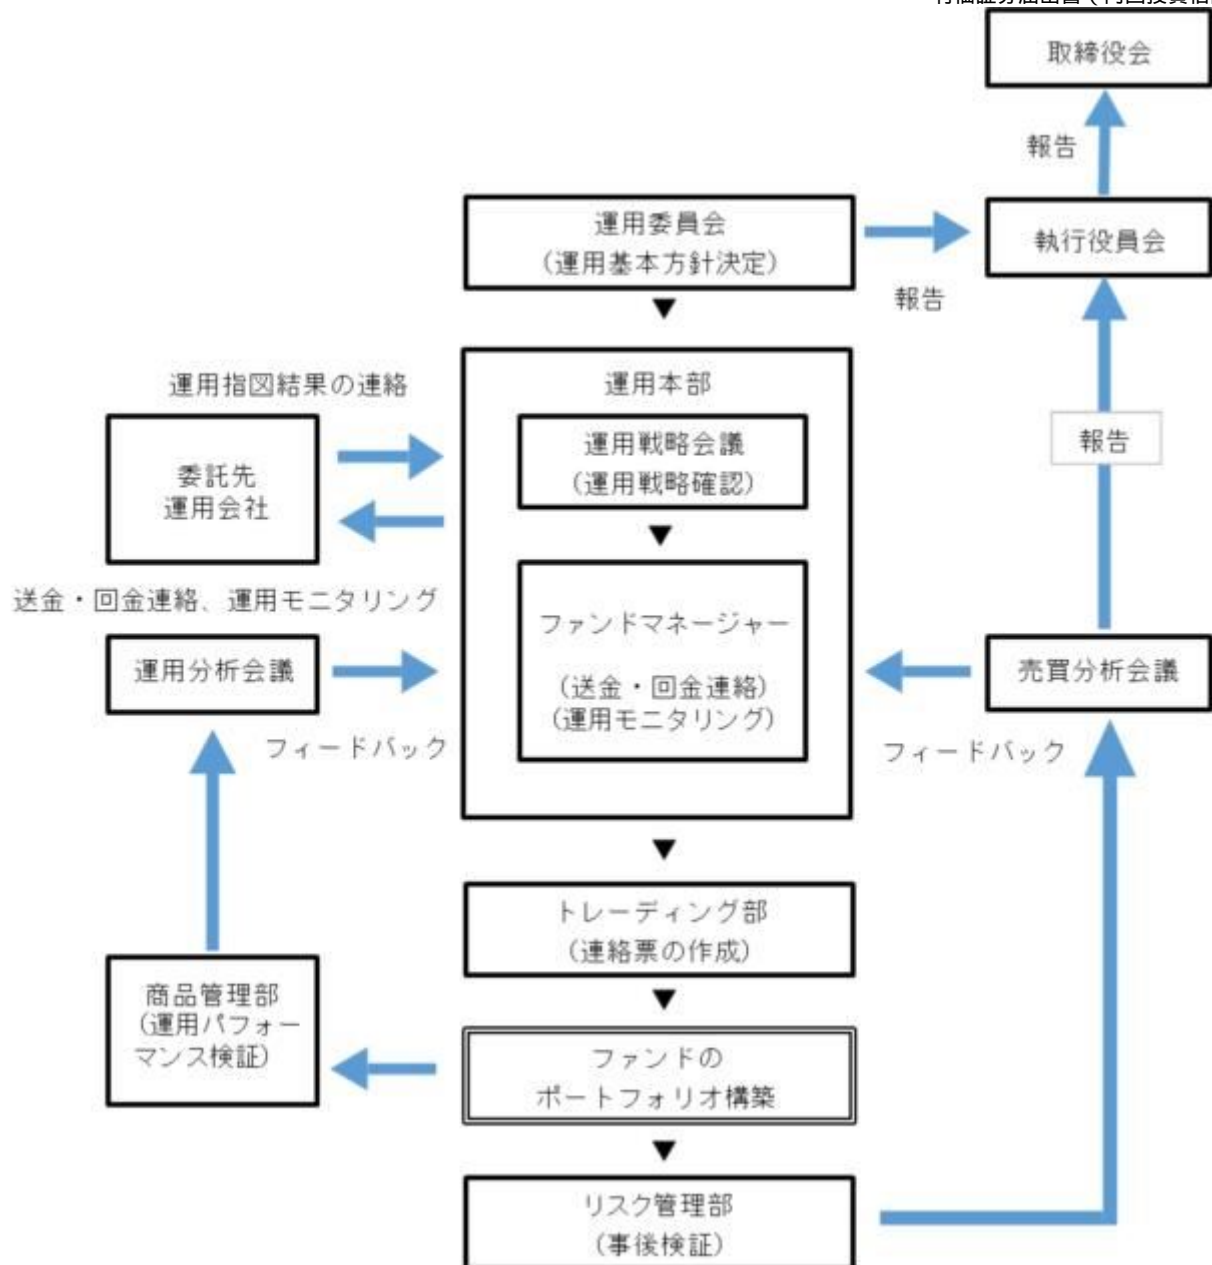 取締役会
報告
運用委員会
(運用基本方針決定)
執行役員会
報告
運用指図結果の連絡
運用本部
運用戦略会議
(運用戦略確認)
報告
委託先
運用会社
送金・回金連絡、運用モニタリング
ファンドマネージャー
(送金・回金連絡)
(運用モニタリング)
運用分析会議
売買分析会議
フィードバック
フィードバック
トレーディング部
(連絡票の作成)
商品管理部
(運用パフォー
マンス検証)
ファンドの
ポートフォリオ構築
リスク管理部
(事後検証)